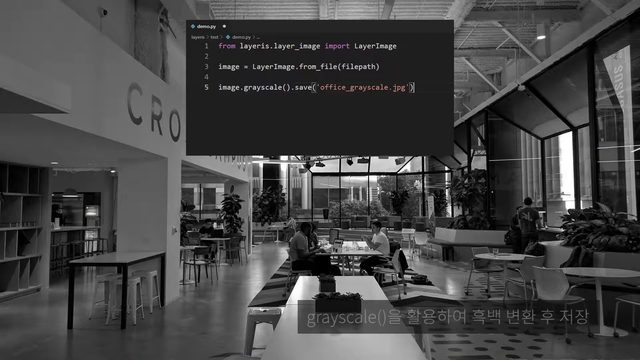 demo.py
layeris > test > demo.py > ...
1 from layeris.layer_image import LayerImage
2
3 image = LayerImage.from_file(filepath)
4
5 image.grayscale().save('office_grayscale.jpg')
CRO
grayscale()을 활용하여 흑백 변환 후 저장